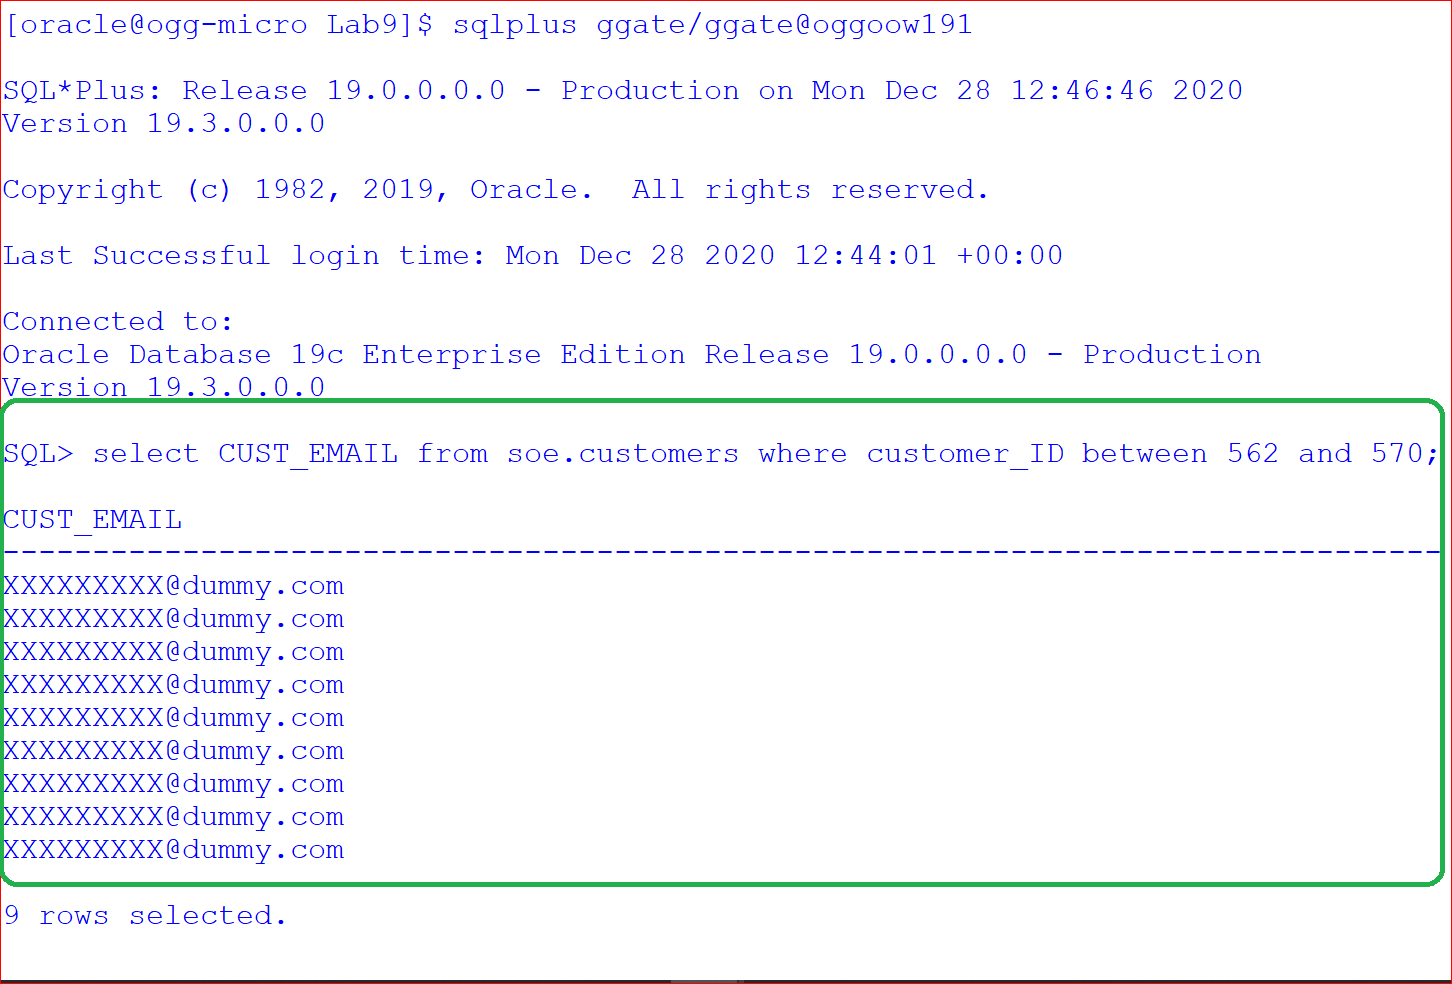 [oracle@ogg-micro Lab9]$ sqlplus ggate/ggate@oggoow191
SQL*Plus: Release 19.0.0.0.0 - Production on Mon Dec 28 12:46:46 2020
Version 19.3.0.0.0
Copyright (c) 1982, 2019, Oracle.  All rights reserved.
Last Successful login time: Mon Dec 28 2020 12:44:01 +00:00
Connected to:
Oracle Database 19c Enterprise Edition Release 19.0.0.0.0 - Production
Version 19.3.0.0.0
SQL> select CUST_EMAIL from soe.customers where customer_ID between 562 and 570;
CUST_EMAIL
--------------------------------------------------------------------------------
XXXXXXXXX@dummy.com
XXXXXXXXX@dummy.com
XXXXXXXXX@dummy.com
XXXXXXXXX@dummy.com
XXXXXXXXX@dummy.com
XXXXXXXXX@dummy.com
XXXXXXXXX@dummy.com
XXXXXXXXX@dummy.com
XXXXXXXXX@dummy.com
9 rows selected.